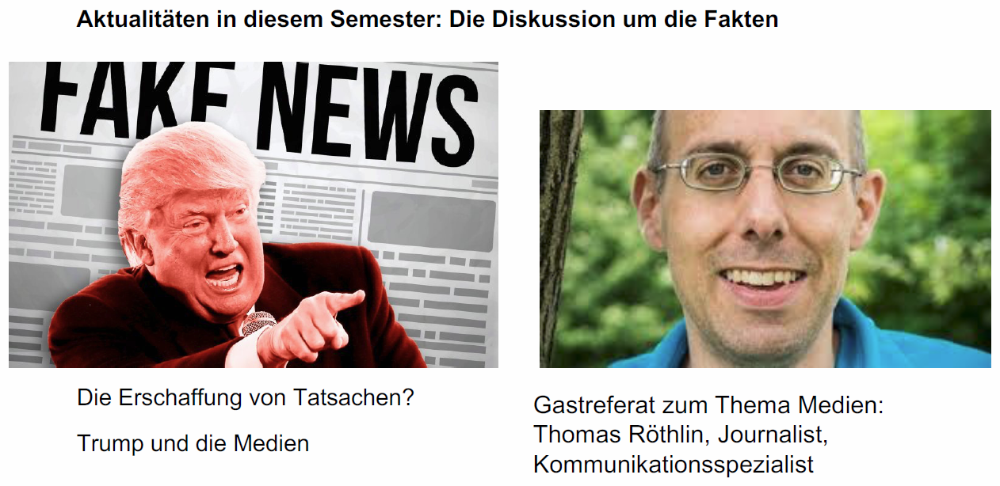 Aktualitäten in diesem Semester: Die Diskussion um die Fakten
FAKE NEWS
Die Erschaffung von Tatsachen?
Trump und die Medien
Gastreferat zum Thema Medien:
Thomas Röthlin, Journalist,
Kommunikationsspezialist